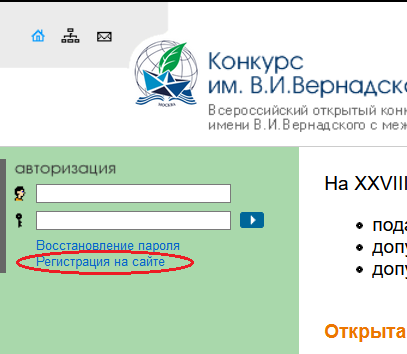 Конкурс
им. В.И.Вернадско
Всероссийский открытый кон
имени В.И.Вернадского с меж
МОСКВА
авторизация
Восстановление пароля
Регистрация на сайте
На XXVIII
пода
допу
допу
Открыта